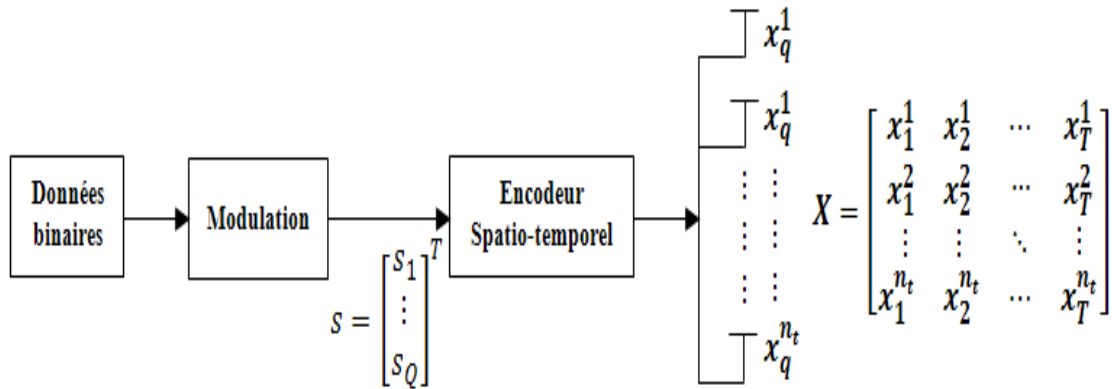 Données
binaires
Modulation
Encodeur
Spatio-temporel
s = [s_1 ⋮ s_Q]^T
x_q^1
x_q^1
⋮ ⋮
⋮ ⋮
x_q^{n_t}
X = [
x_1^1 x_2^1 ⋯ x_T^1
x_1^2 x_2^2 ⋯ x_T^2
⋮ ⋮ ⋱ ⋮
x_1^{n_t} x_2^{n_t} ⋯ x_T^{n_t}
]